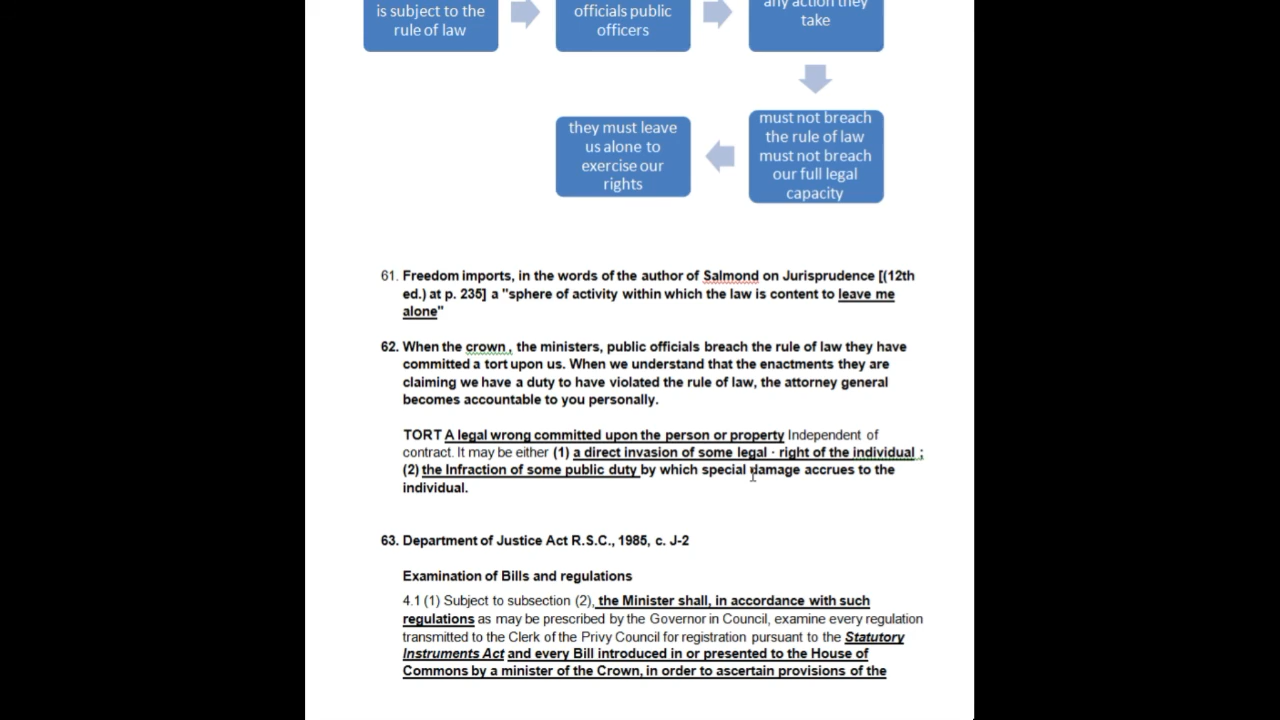 is subject to the
rule of law
officials public
officers
any action they
take
must not breach
the rule of law
must not breach
our full legal
capacity
they must leave
us alone to
exercise our
rights
61. Freedom imports, in the words of the author of Salmond on Jurisprudence [(12th
ed.) at p. 235] a "sphere of activity within which the law is content to leave me
alone"
62. When the crown , the ministers, public officials breach the rule of law they have
committed a tort upon us. When we understand that the enactments they are
claiming we have a duty to have violated the rule of law, the attorney general
becomes accountable to you personally.
TORT A legal wrong committed upon the person or property Independent of
contract. It may be either (1) a direct invasion of some legal · right of the individual ;
(2) the Infraction of some public duty by which special damage accrues to the
individual.
63. Department of Justice Act R.S.C., 1985, c. J-2
Examination of Bills and regulations
4.1 (1) Subject to subsection (2), the Minister shall, in accordance with such
regulations as may be prescribed by the Governor in Council, examine every regulation
transmitted to the Clerk of the Privy Council for registration pursuant to the Statutory
Instruments Act and every Bill introduced in or presented to the House of
Commons by a minister of the Crown, in order to ascertain provisions of the